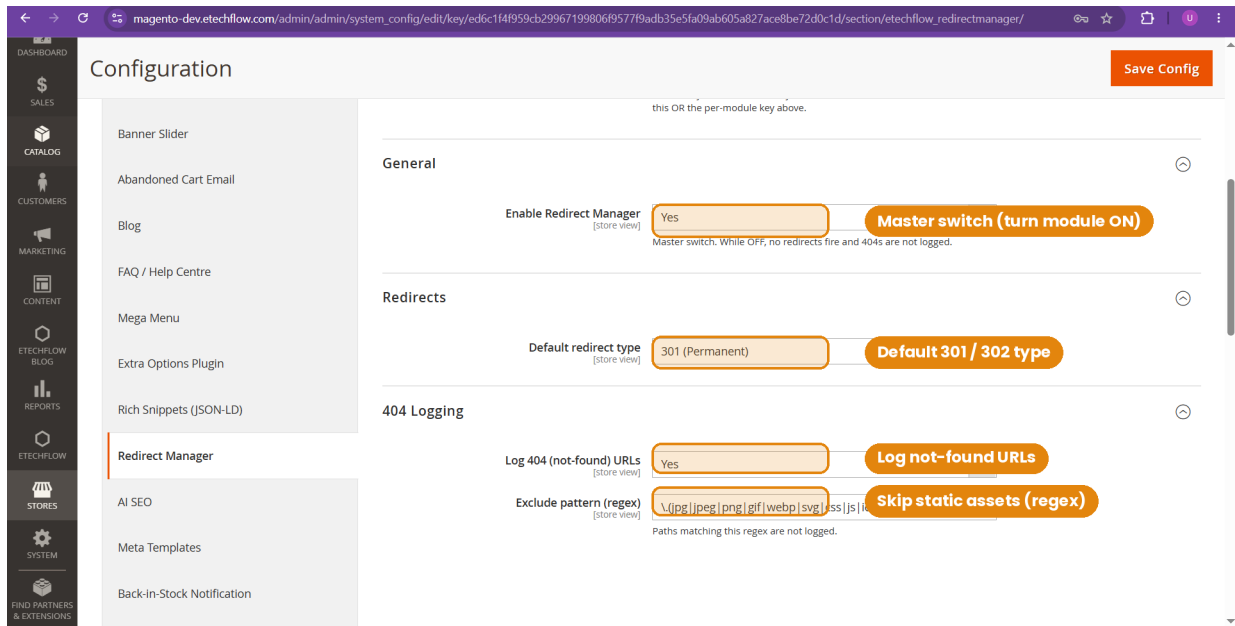 magento-dev.etechflow.com/admin/admin/system_config/edit/key/ed6c1f4f959cb29967199806f9577f9adb35e5fa09ab605a827ace8be72d0c1d/section/etechflow_redirectmanager/
U
DASHBOARD
SALES
CATALOG
CUSTOMERS
MARKETING
CONTENT
ETECHFLOW
BLOG
REPORTS
ETECHFLOW
STORES
SYSTEM
FIND PARTNERS
& EXTENSIONS
Configuration
Save Config
Banner Slider
Abandoned Cart Email
Blog
FAQ / Help Centre
Mega Menu
Extra Options Plugin
Rich Snippets (JSON-LD)
Redirect Manager
AI SEO
Meta Templates
Back-in-Stock Notification
this OR the per-module key above.
General
Enable Redirect Manager
[store view]
Yes
Master switch (turn module ON)
Master switch. While OFF, no redirects fire and 404s are not logged.
Redirects
Default redirect type
[store view]
301 (Permanent)
Default 301 / 302 type
404 Logging
Log 404 (not-found) URLs
[store view]
Yes
Log not-found URLs
Exclude pattern (regex)
[store view]
\.(jpg|jpeg|png|gif|webp|svg|css|js|i
Skip static assets (regex)
Paths matching this regex are not logged.